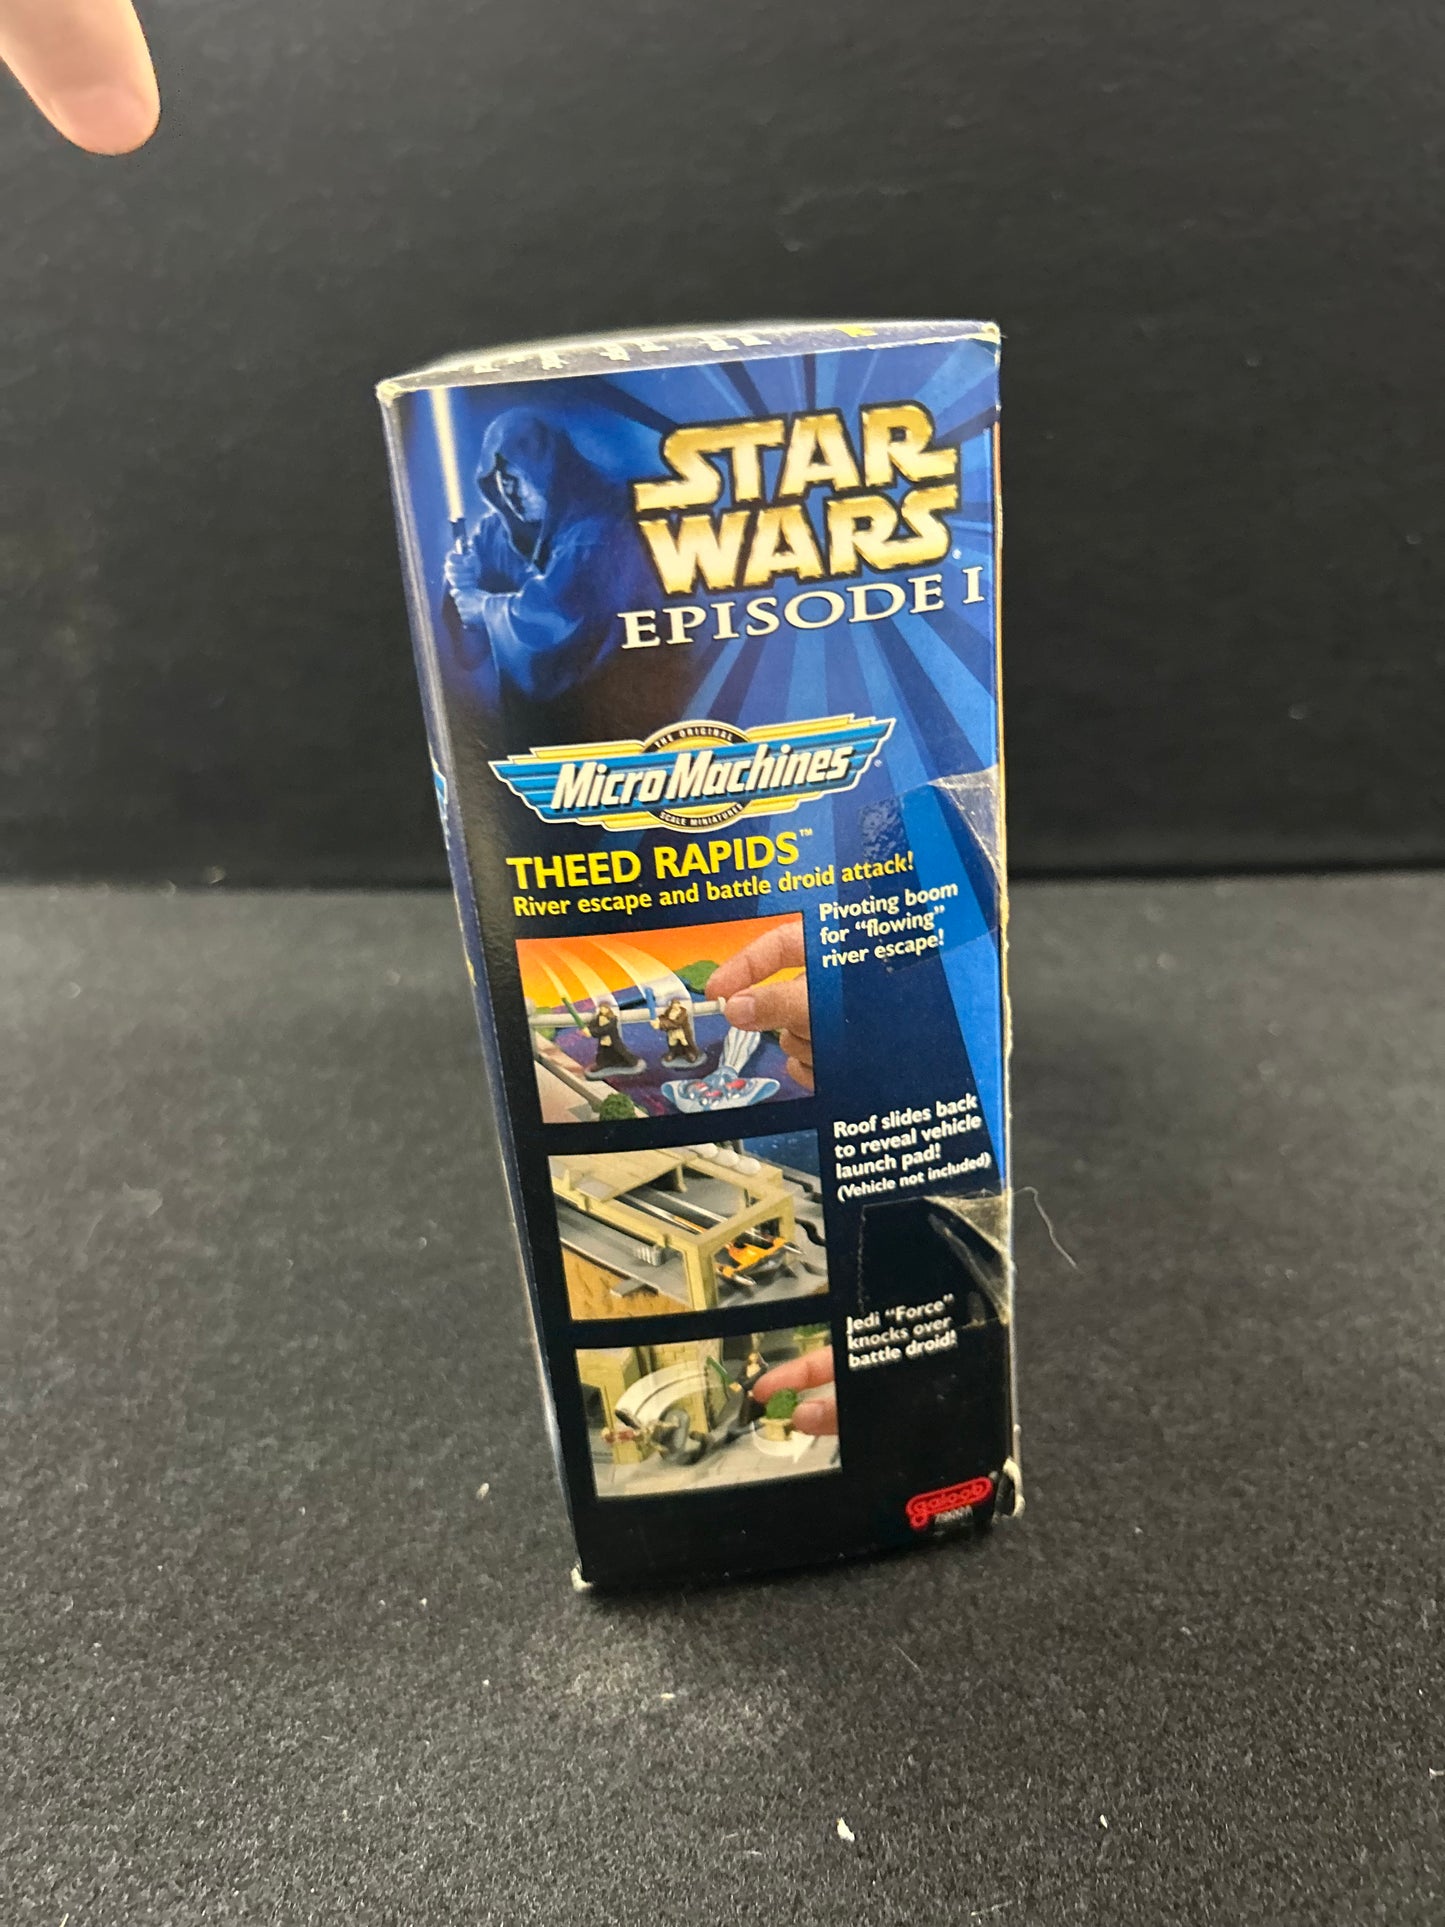 STAR
WARS
EPISODE I
THE ORIGINAL
Micro Machines
SCALE MINIATURES
THEED RAPIDS™
River escape and battle droid attack!
Pivoting boom
for “flowing”
river escape!
Roof slides back
to reveal vehicle
launch pad!
(Vehicle not included)
Jedi “Force”
knocks over
battle droid!
galoob